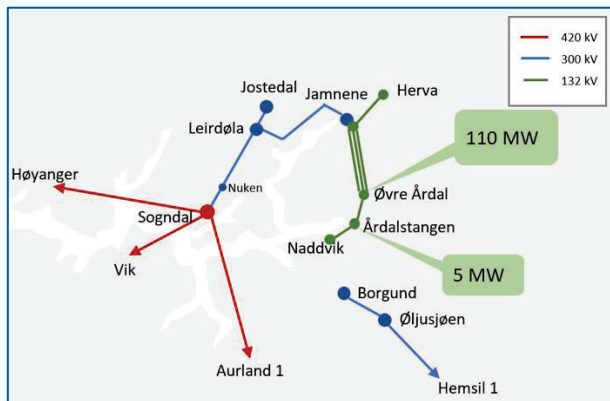 420 kV
300 kV
132 kV
Jostedal
Jamnene
Herva
Leirdøla
110 MW
Høyanger
Nuken
Øvre Årdal
Sogndal
Årdalstangen
Naddvik
Vik
5 MW
Borgund
Øljusjøen
Aurland 1
Hemsil 1